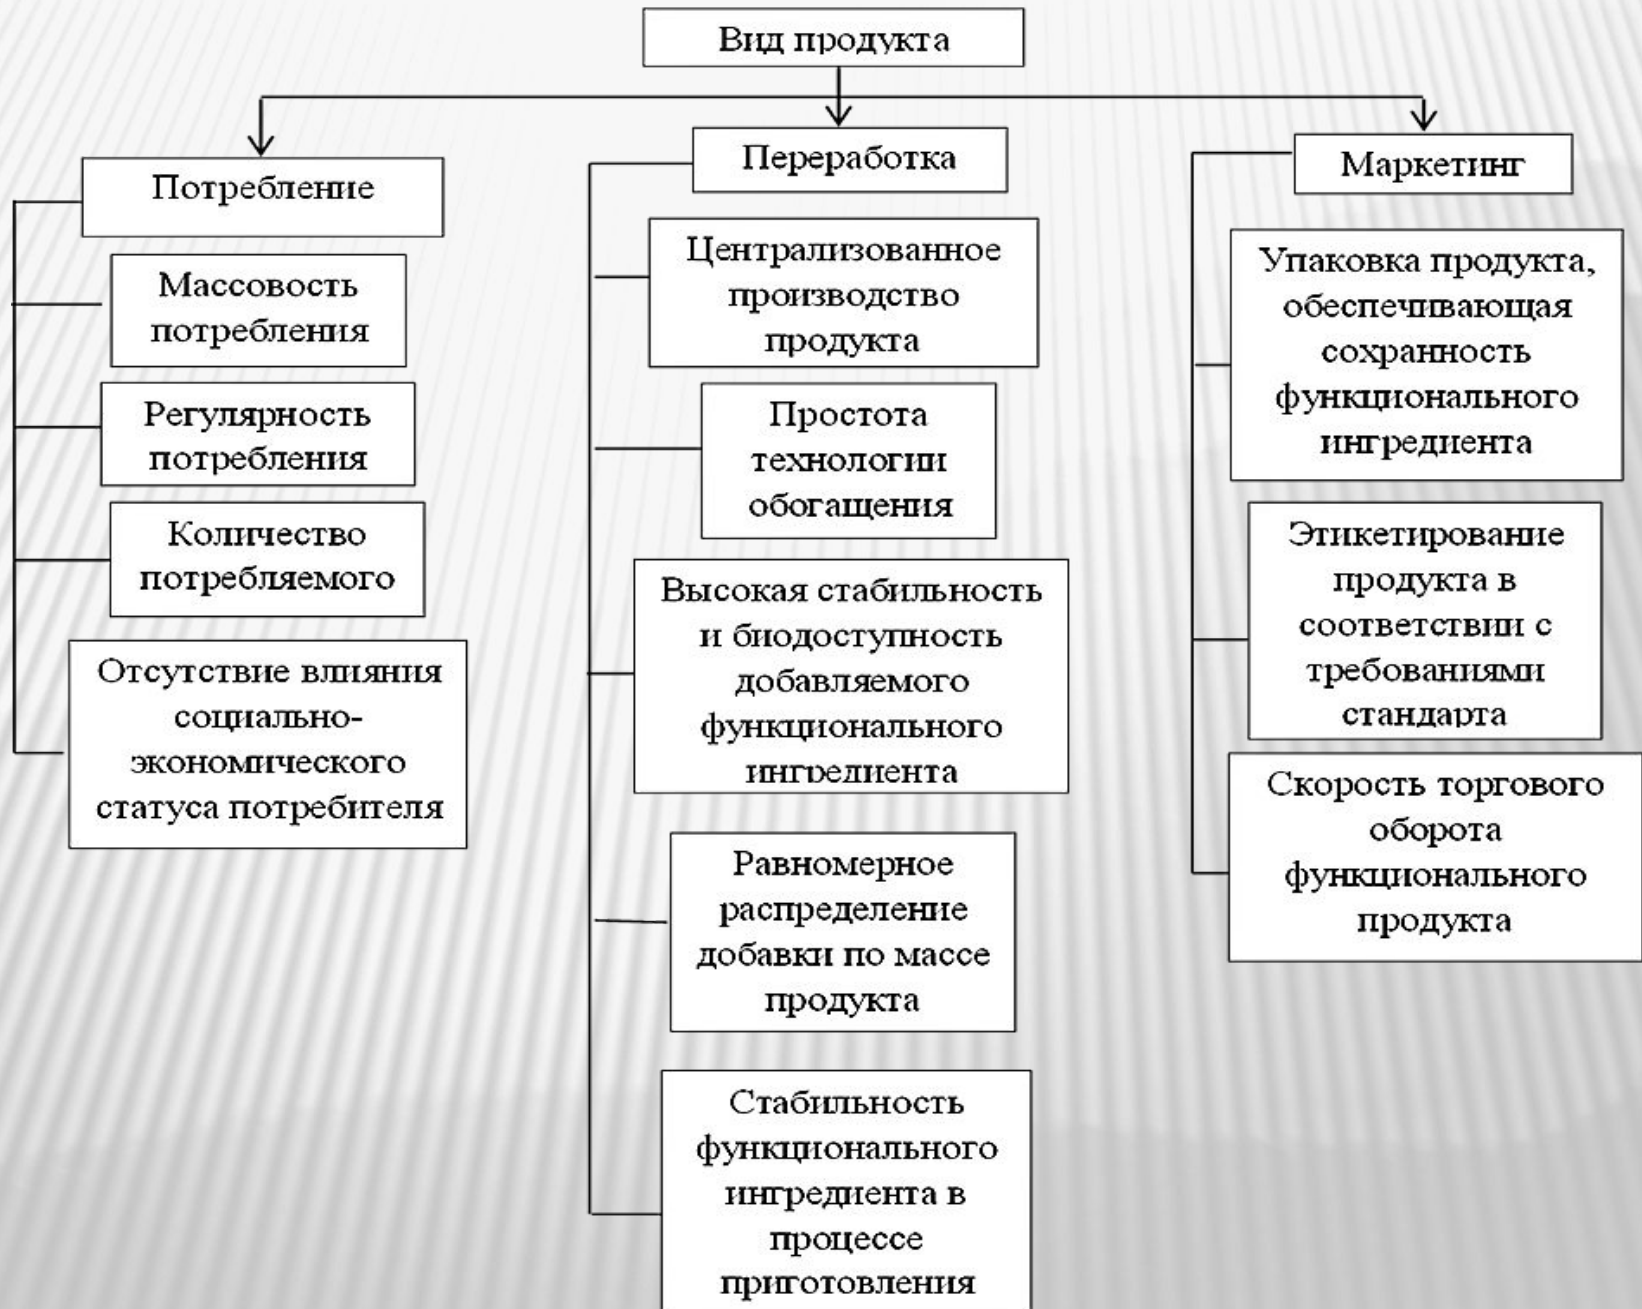 Вид продукта
Потребление
Массовость
потребления
Регулярность
потребления
Количество
потребляемого
Отсутствие влияния
социально-
экономического
статуса потребителя
Переработка
Централизованное
производство
продукта
Простота
технологии
обогащения
Высокая стабильность
и биодоступность
добавляемого
функционального
ингредиента
Равномерное
распределение
добавки по массе
продукта
Стабильность
функционального
ингредиента в
процессе
приготовления
Маркетинг
Упаковка продукта,
обеспечивающая
сохранность
функционального
ингредиента
Этикетирование
продукта в
соответствии с
требованиями
стандарта
Скорость торгового
оборота
функционального
продукта